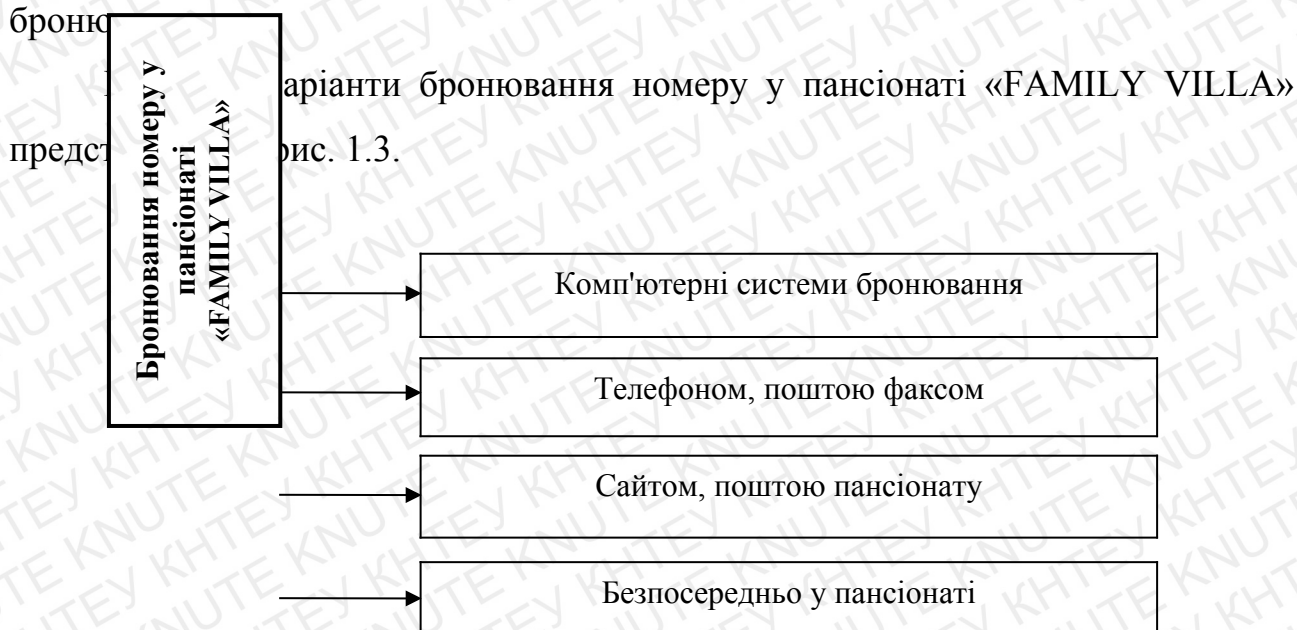 броню
аріанти бронювання номеру у пансіонаті «FAMILY VILLA»
предст рис. 1.3.
Бронювання номеру у
пансіонаті
«FAMILY VILLA»
Комп'ютерні системи бронювання
Телефоном, поштою факсом
Сайтом, поштою пансіонату
Безпосередньо у пансіонаті